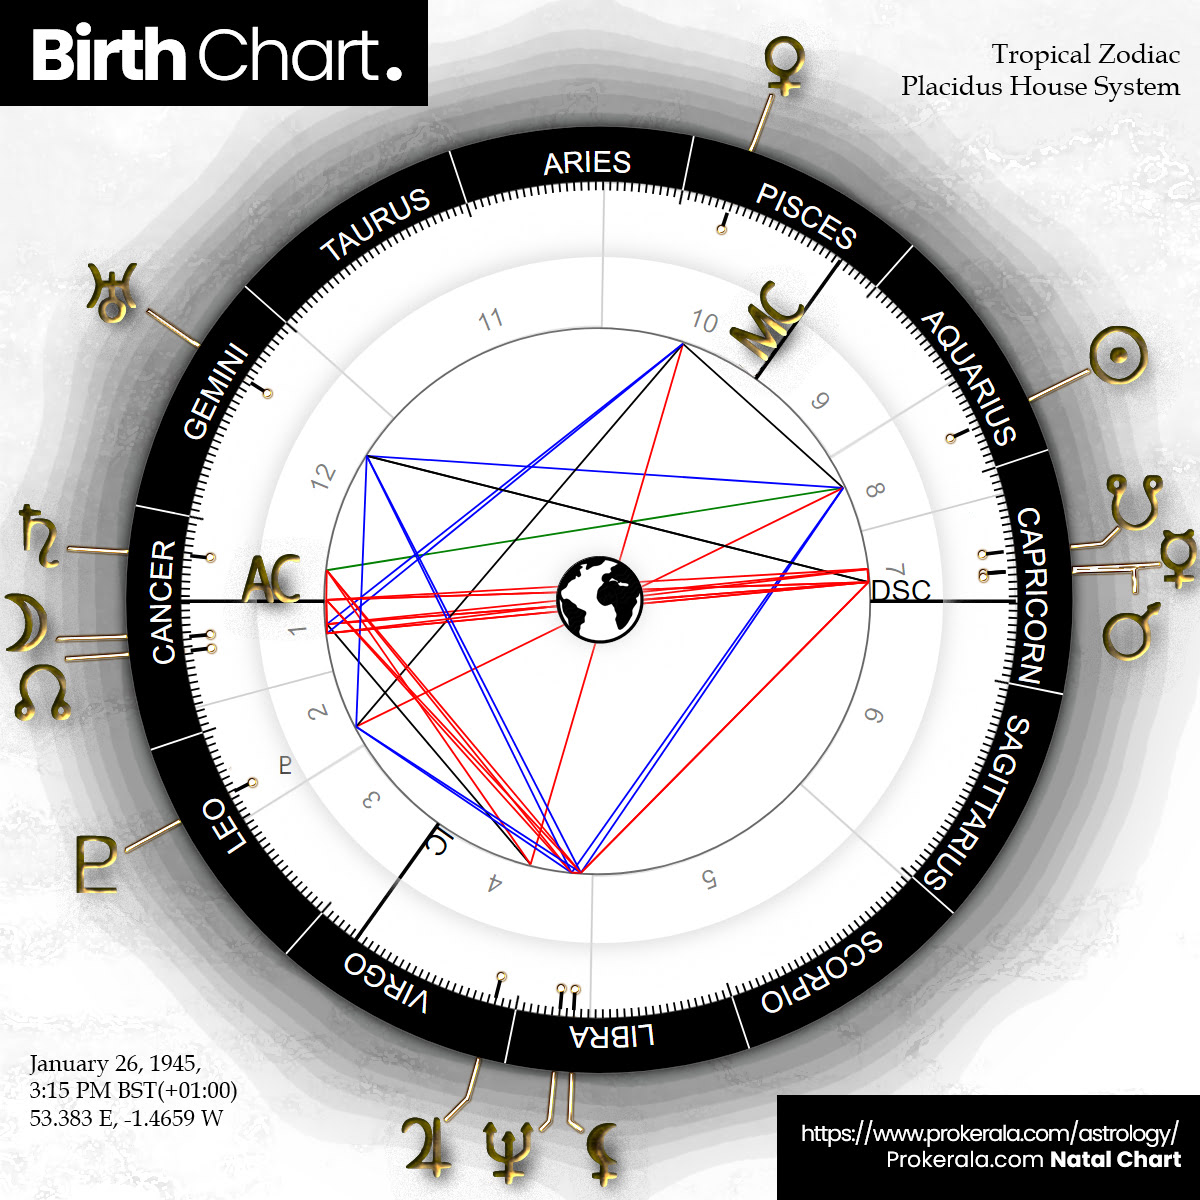 Birth Chart.
Tropical Zodiac
Placidus House System
ARIES
TAURUS
PISCES
GEMINI
AQUARIUS
CANCER
CAPRICORN
LEO
SAGITTARIUS
VIRGO
LIBRA
SCORPIO
11
10
MC
9
12
8
AC
7
DSC
1
2
6
3
IC
4
5
January 26, 1945,
3:15 PM BST(+01:00)
53.383 E, -1.4659 W
https://www.prokerala.com/astrology/
Prokerala.com Natal Chart